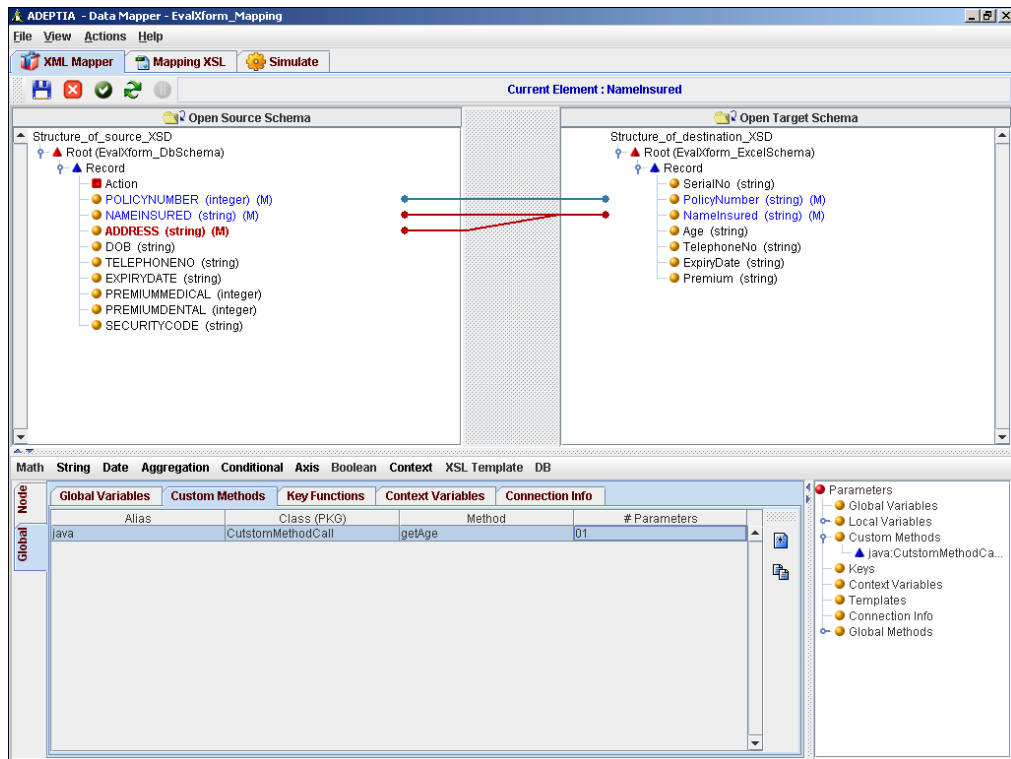 ADEPTIA - Data Mapper - EvalXform_Mapping
File View Actions Help
XML Mapper Mapping XSL Simulate
Current Element : NameInsured
Open Source Schema
Structure_of_source_XSD
Root (EvalXform_DbSchema)
Record
Action
POLICYNUMBER (integer) (M)
NAMEINSURED (string) (M)
ADDRESS (string) (M)
DOB (string)
TELEPHONENO (string)
EXPIRYDATE (string)
PREMIUMMEDICAL (integer)
PREMIUMDENTAL (integer)
SECURITYCODE (string)
Open Target Schema
Structure_of_destination_XSD
Root (EvalXform_ExcelSchema)
Record
SerialNo (string)
PolicyNumber (string) (M)
NameInsured (string) (M)
Age (string)
TelephoneNo (string)
ExpiryDate (string)
Premium (string)
Math String Date Aggregation Conditional Axis Boolean Context XSL Template DB
Node
Global
Global Variables Custom Methods Key Functions Context Variables Connection Info
Alias Class (PKG) Method # Parameters
java CutstomMethodCall getAge 01
Parameters
Global Variables
Local Variables
Custom Methods
java:CutstomMethodCa...
Keys
Context Variables
Templates
Connection Info
Global Methods